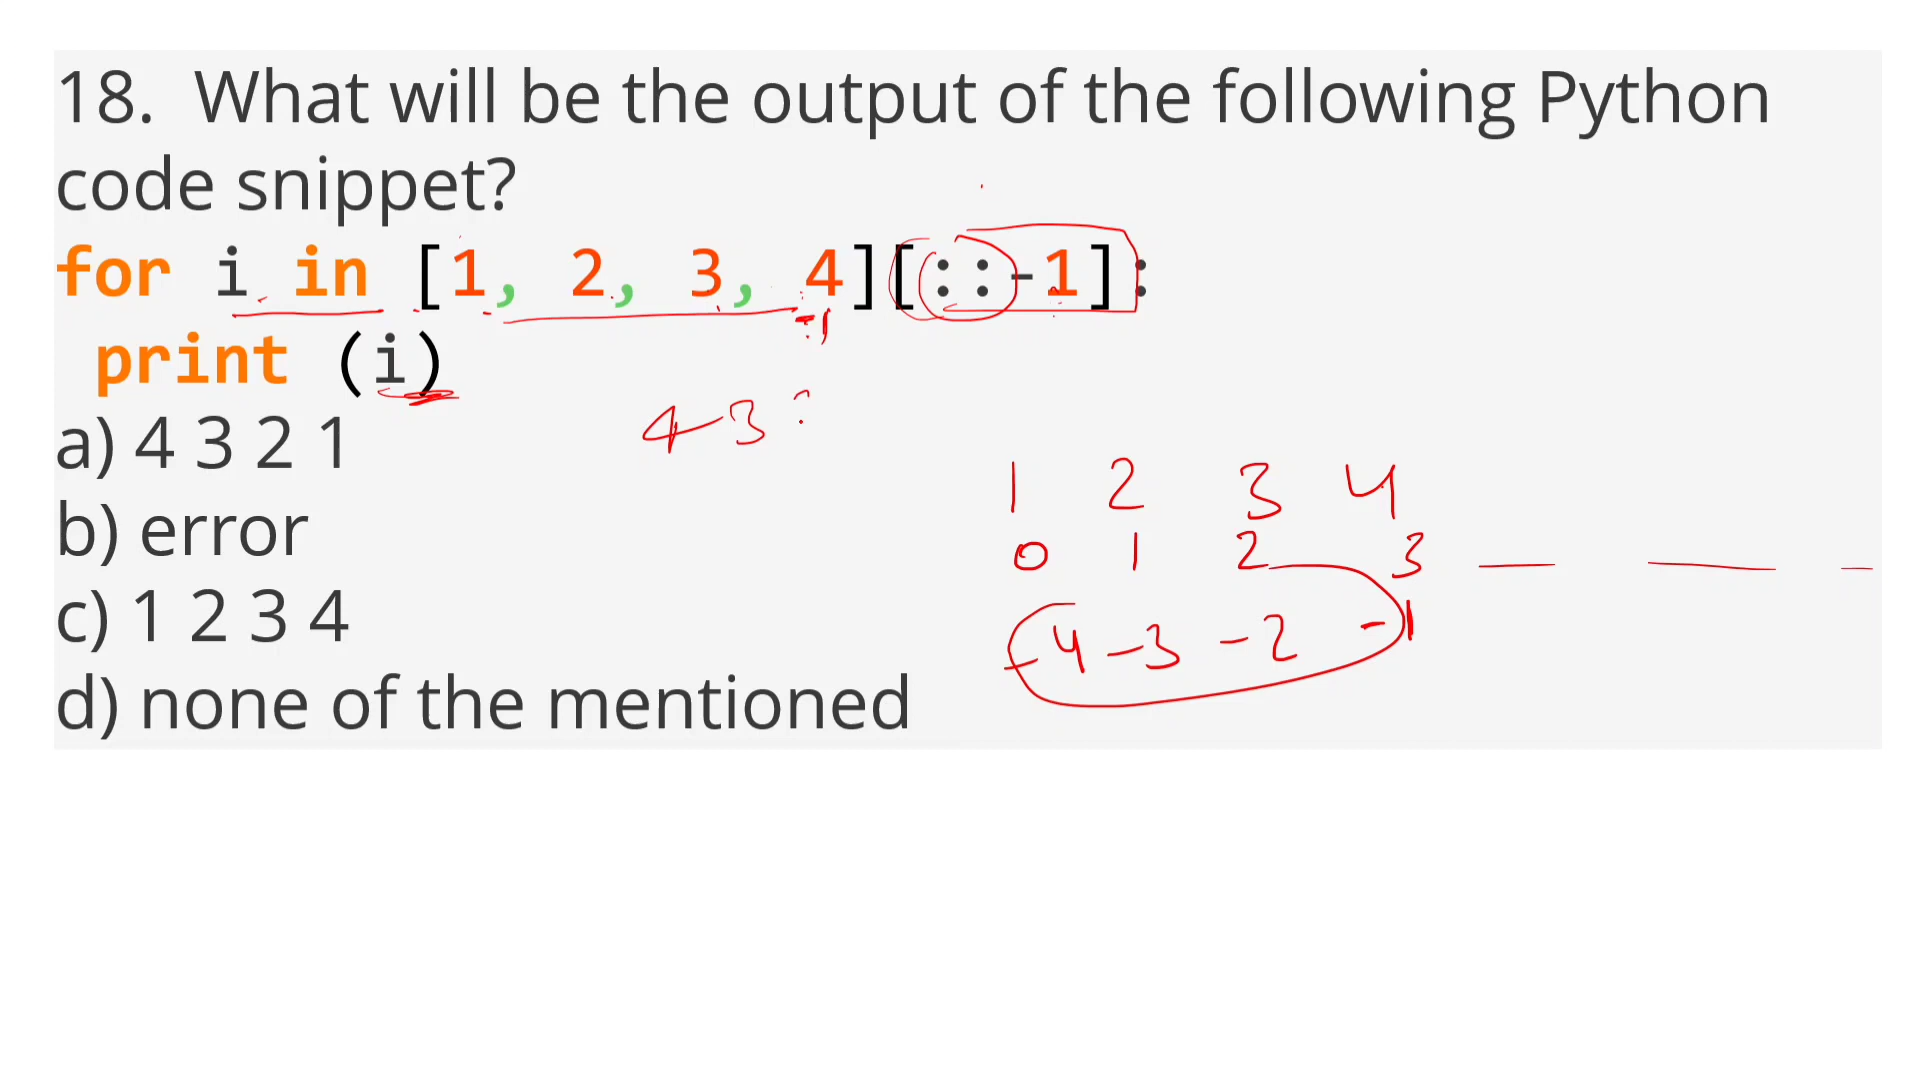 18. What will be the output of the following Python
code snippet?
for i in [1, 2, 3, 4][::-1]:
print (i)
-1
a) 4 3 2 1
4 3
b) error
1 2 3 4
0 1 2 3
c) 1 2 3 4
-4 -3 -2 -1
d) none of the mentioned